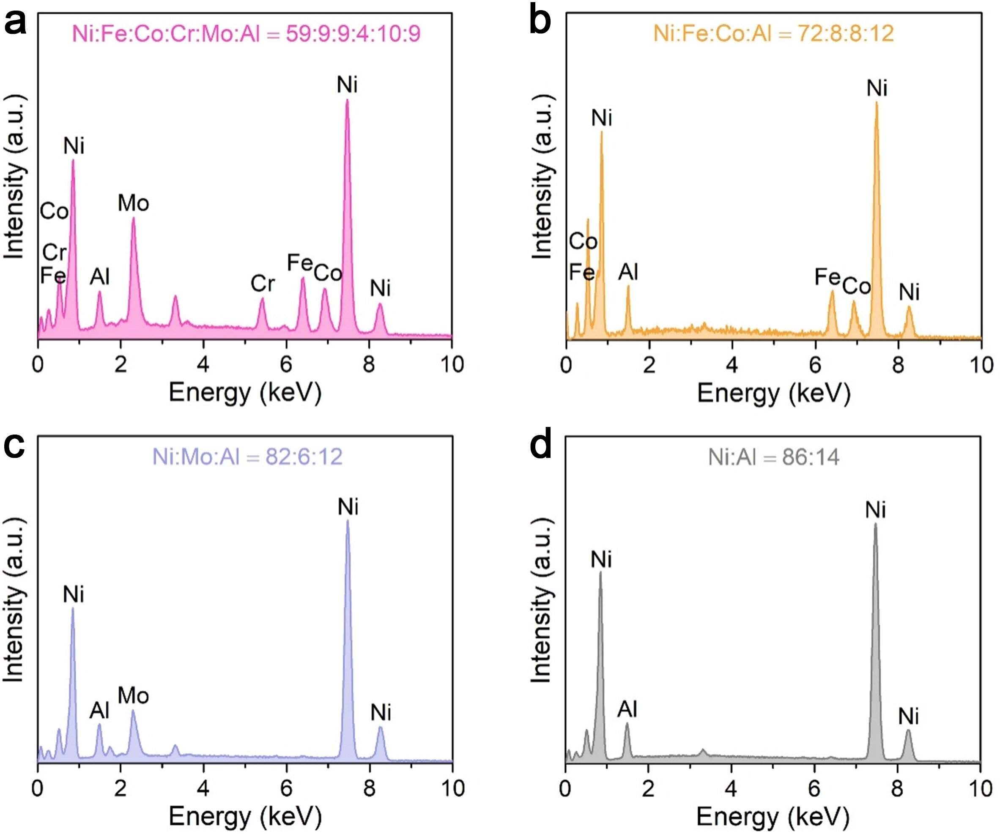 a
Ni:Fe:Co:Cr:Mo:Al = 59:9:9:4:10:9
Intensity (a.u.)
Ni
Co
Cr
Fe
Al
Mo
Cr
Fe
Co
Ni
Ni
0 2 4 6 8 10
Energy (keV)
b
Ni:Fe:Co:Al = 72:8:8:12
Intensity (a.u.)
Ni
Co
Fe
Al
Fe
Co
Ni
Ni
0 2 4 6 8 10
Energy (keV)
c
Ni:Mo:Al = 82:6:12
Intensity (a.u.)
Ni
Al
Mo
Ni
Ni
0 2 4 6 8 10
Energy (keV)
d
Ni:Al = 86:14
Intensity (a.u.)
Ni
Al
Ni
Ni
0 2 4 6 8 10
Energy (keV)